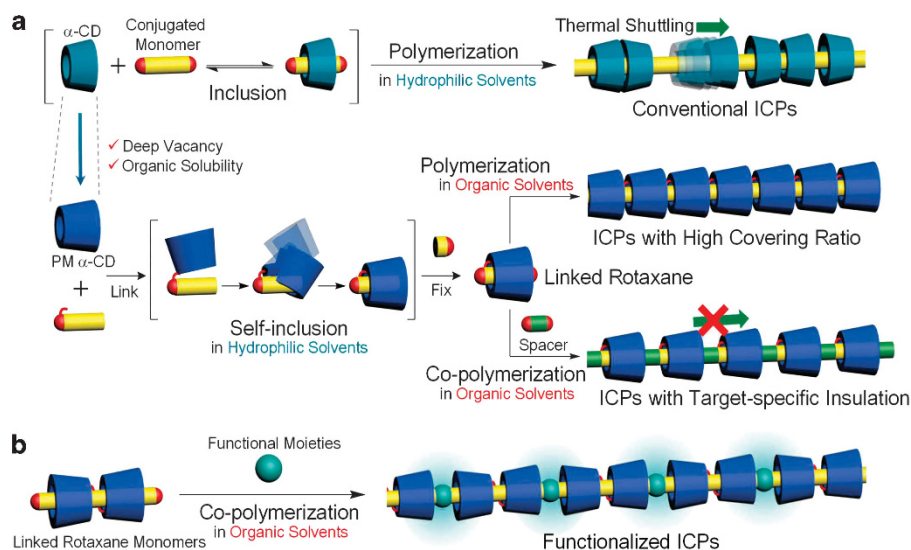 a
α-CD
Conjugated
Monomer
+
Inclusion
Polymerization
in Hydrophilic Solvents
Thermal Shuttling
Conventional ICPs
✓ Deep Vacancy
✓ Organic Solubility
PM α-CD
+
Link
Self-inclusion
in Hydrophilic Solvents
Fix
Linked Rotaxane
Polymerization
in Organic Solvents
ICPs with High Covering Ratio
Spacer
Co-polymerization
in Organic Solvents
ICPs with Target-specific Insulation
b
Linked Rotaxane Monomers
Functional Moieties
Co-polymerization
in Organic Solvents
Functionalized ICPs